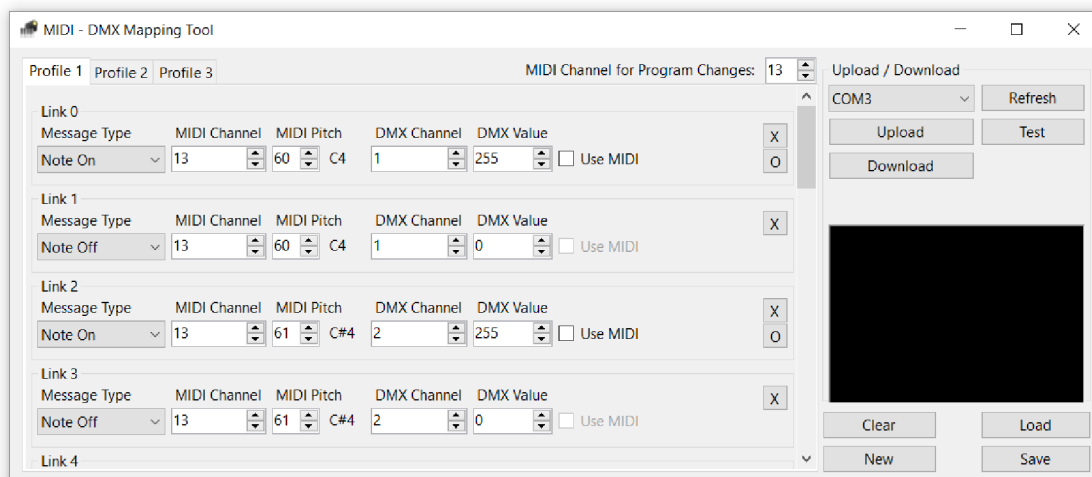 MIDI - DMX Mapping Tool
Profile 1 Profile 2 Profile 3 MIDI Channel for Program Changes: 13
Link 0
Message Type MIDI Channel MIDI Pitch DMX Channel DMX Value X
Note On 13 60 C4 1 255 Use MIDI O
Link 1
Message Type MIDI Channel MIDI Pitch DMX Channel DMX Value X
Note Off 13 60 C4 1 0 Use MIDI
Link 2
Message Type MIDI Channel MIDI Pitch DMX Channel DMX Value X
Note On 13 61 C#4 2 255 Use MIDI O
Link 3
Message Type MIDI Channel MIDI Pitch DMX Channel DMX Value X
Note Off 13 61 C#4 2 0 Use MIDI
Link 4
Upload / Download
COM3 Refresh
Upload Test
Download
Clear Load
New Save